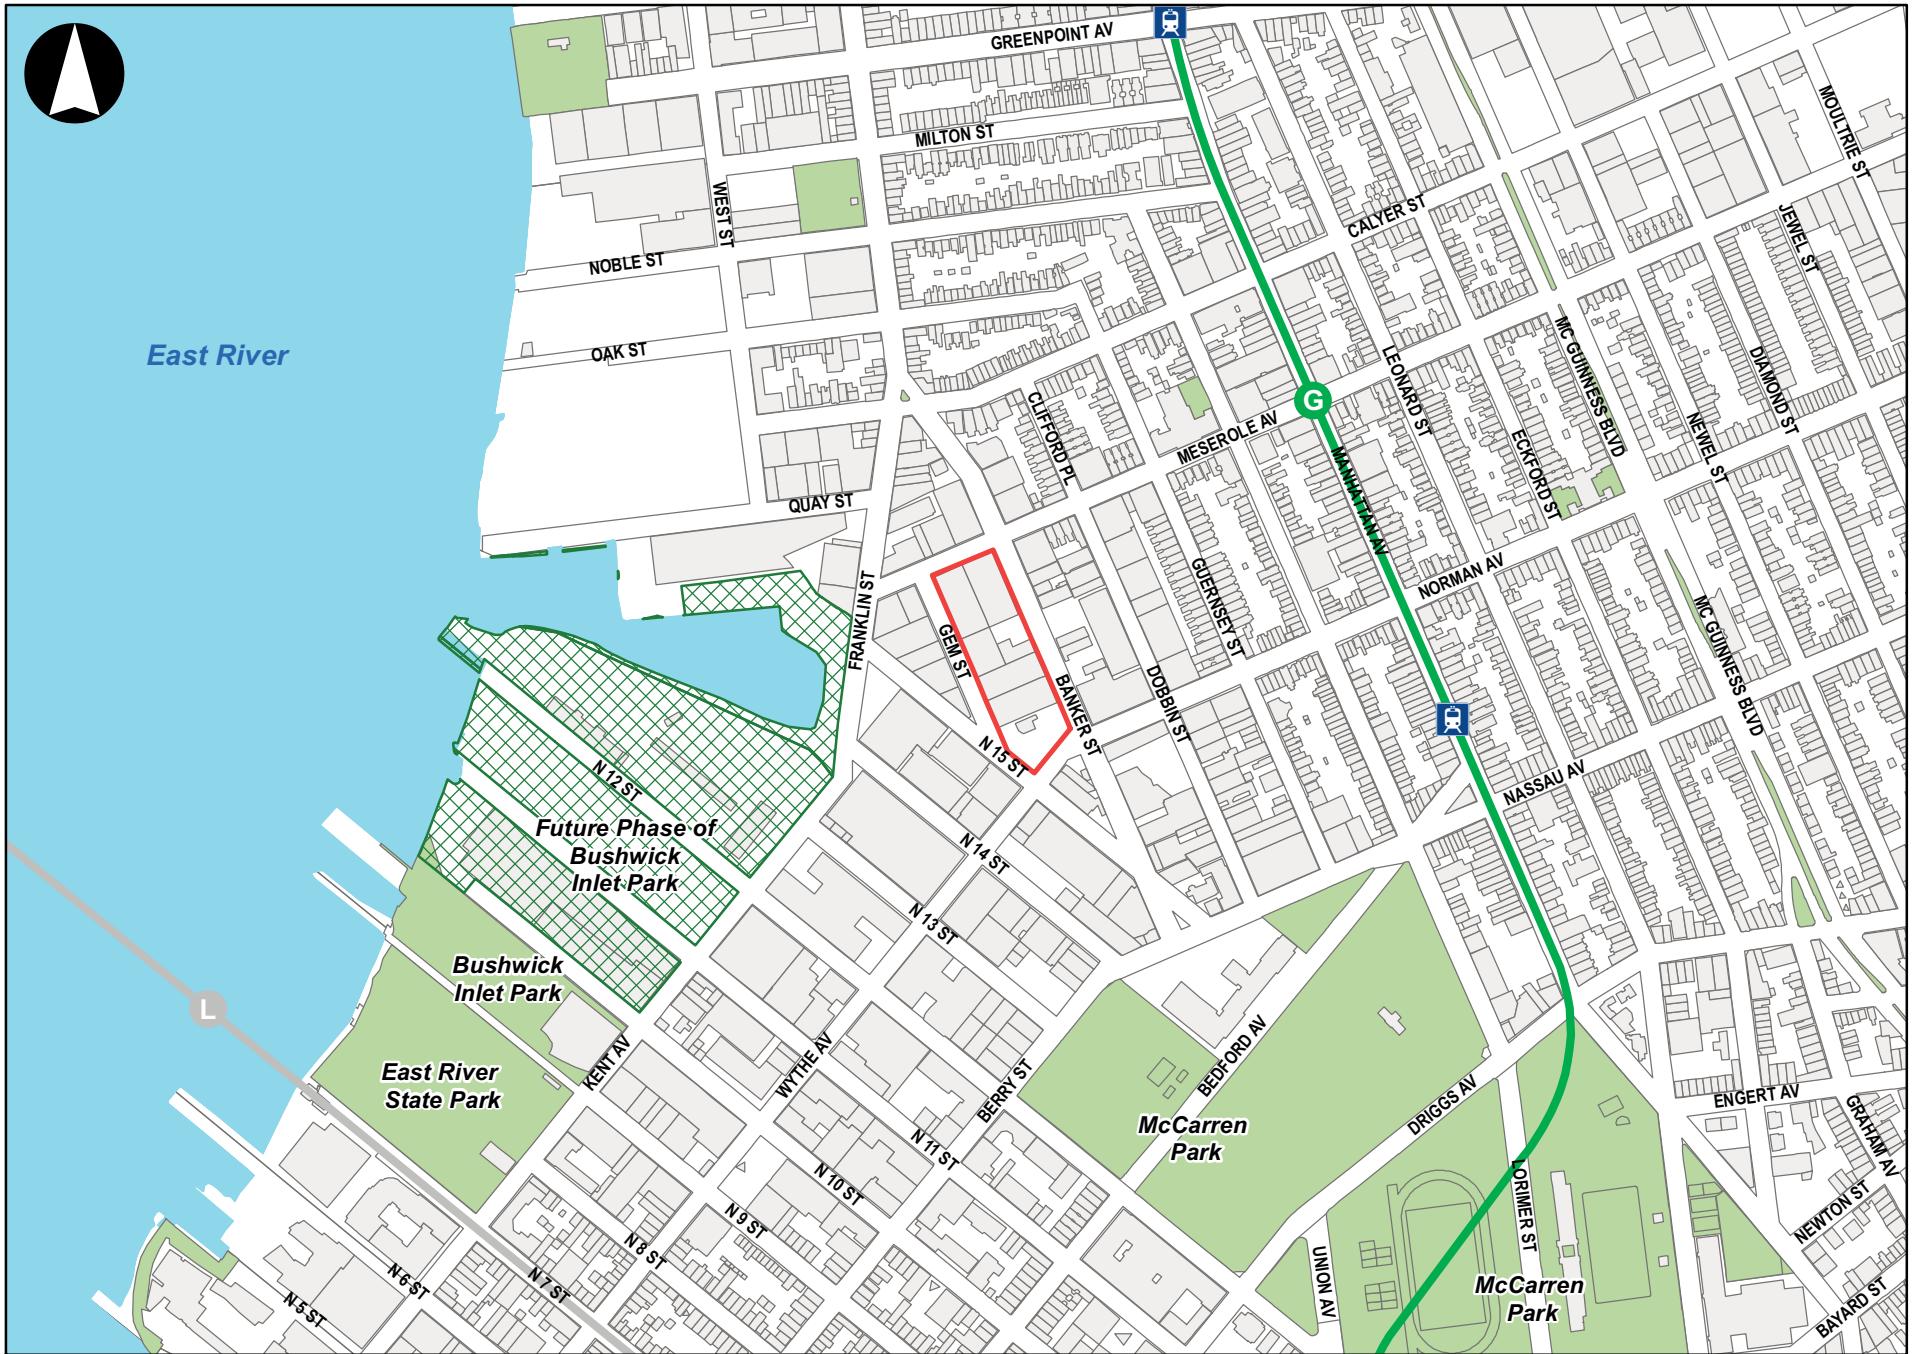 GREENPOINT AV
MILTON ST
MOULTRIE ST
WEST ST
CALYER ST
JEWEL ST
NOBLE ST
East River
OAK ST
MC GUINNESS BLVD
LEONARD ST
DIAMOND ST
G
CLIFFORD PL
MESEROLE AV
ECKFORD ST
NEWEL ST
MANHATTAN AV
QUAY ST
FRANKLIN ST
GUERNSEY ST
NORMAN AV
GEM ST
MC GUINNESS BLVD
BANKER ST
DOBBIN ST
N 15 ST
N 12 ST
NASSAU AV
Future Phase of
Bushwick
Inlet Park
N 14 ST
N 13 ST
Bushwick
Inlet Park
L
KENT AV
WYTHE AV
BEDFORD AV
BERRY ST
East River
State Park
DRIGGS AV
ENGERT AV
GRAHAM AV
McCarren
Park
N 11 ST
N 10 ST
LORIMER ST
N 9 ST
N 8 ST
NEWTON ST
UNION AV
N 7 ST
N 6 ST
N 5 ST
McCarren
Park
BAYARD ST